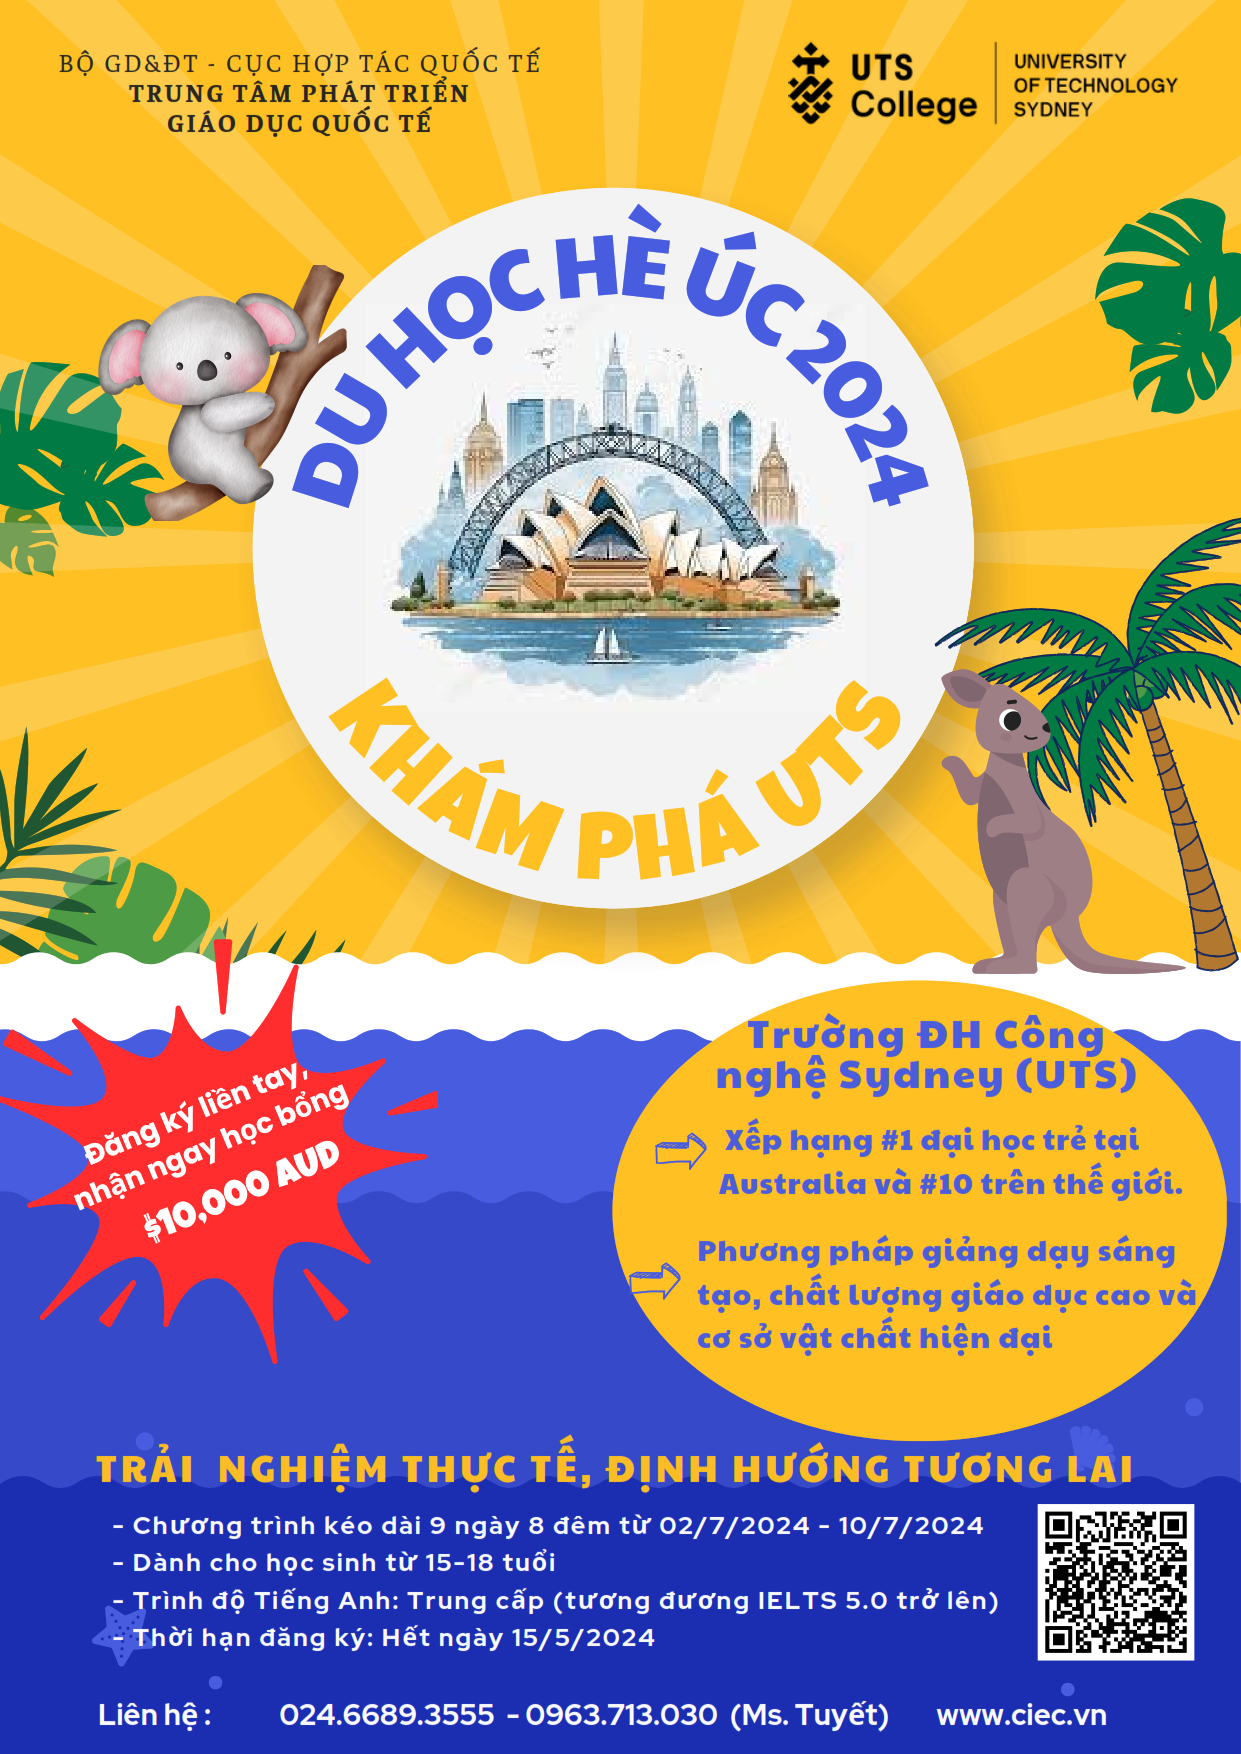 BỘ GD&ĐT - CỤC HỢP TÁC QUỐC TẾ
TRUNG TÂM PHÁT TRIỂN
GIÁO DỤC QUỐC TẾ
UTS
College
UNIVERSITY
OF TECHNOLOGY
SYDNEY
DU HỌC HÈ ÚC 2024
KHÁM PHÁ UTS
Đăng ký liền tay,
nhận ngay học bổng
$10,000 AUD
Trường ĐH Công
nghệ Sydney (UTS)
Xếp hạng #1 đại học trẻ tại
Australia và #10 trên thế giới.
Phương pháp giảng dạy sáng
tạo, chất lượng giáo dục cao và
cơ sở vật chất hiện đại
TRẢI NGHIỆM THỰC TẾ, ĐỊNH HƯỚNG TƯƠNG LAI
- Chương trình kéo dài 9 ngày 8 đêm từ 02/7/2024 - 10/7/2024
- Dành cho học sinh từ 15-18 tuổi
- Trình độ Tiếng Anh: Trung cấp (tương đương IELTS 5.0 trở lên)
- Thời hạn đăng ký: Hết ngày 15/5/2024
Liên hệ : 024.6689.3555 - 0963.713.030 (Ms. Tuyết) www.ciec.vn